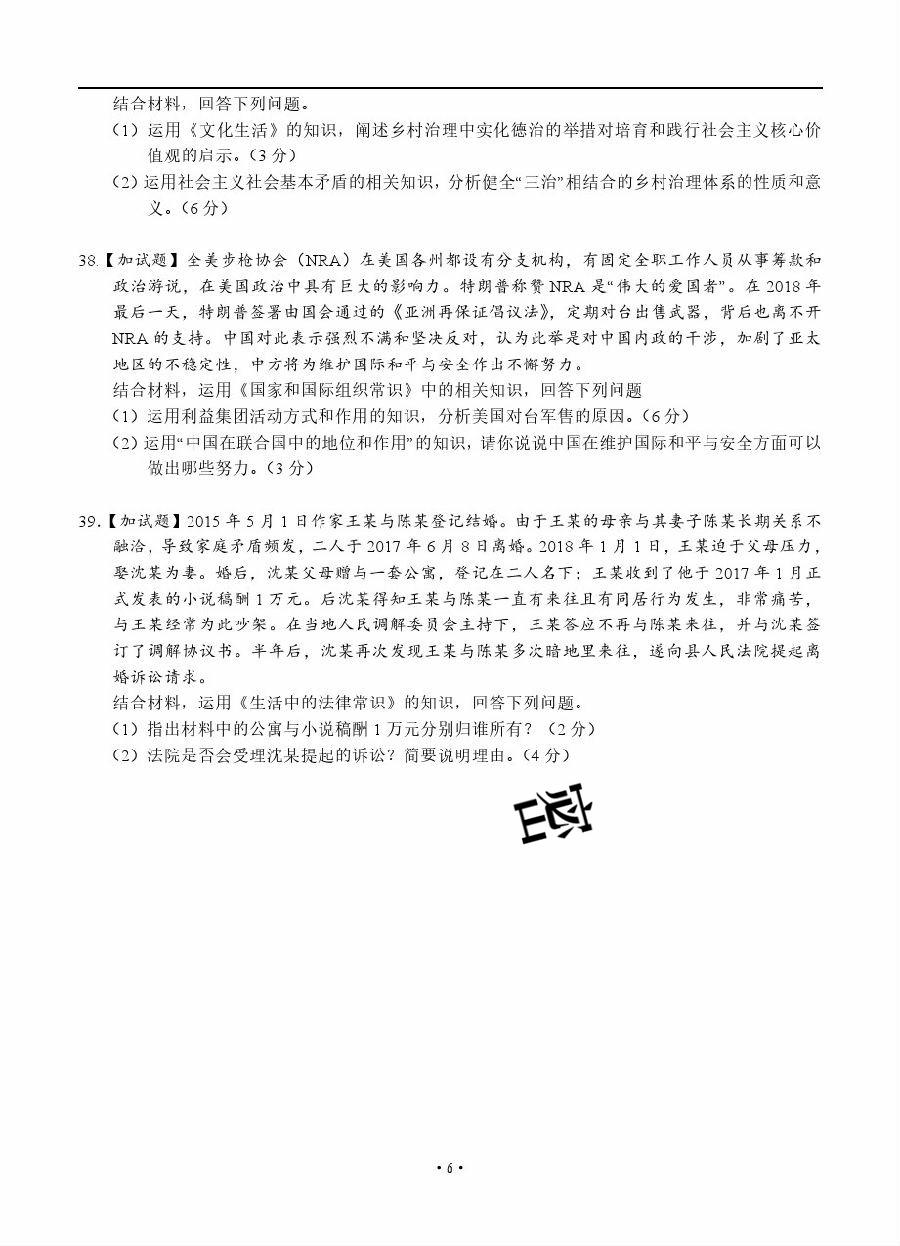 结合材料，回答下列问题。
（1）运用《文化生活》的知识，阐述乡村治理中实化德治的举措对培育和践行社会主义核心价
值观的启示。（3 分）
（2）运用社会主义社会基本矛盾的相关知识，分析健全“三治”相结合的乡村治理体系的性质和意
义。（6 分）
38.【加试题】全美步枪协会（NRA）在美国各州都设有分支机构，有固定全职工作人员从事筹款和
政治游说，在美国政治中具有巨大的影响力。特朗普称赞 NRA 是“伟大的爱国者”。在 2018 年
最后一天，特朗普签署由国会通过的《亚洲再保证倡议法》，定期对台出售武器，背后也离不开
NRA 的支持。中国对此表示强烈不满和坚决反对，认为此举是对中国内政的干涉，加剧了亚太
地区的不稳定性，中方将为维护国际和平与安全作出不懈努力。
结合材料，运用《国家和国际组织常识》中的相关知识，回答下列问题
（1）运用利益集团活动方式和作用的知识，分析美国对台军售的原因。（6 分）
（2）运用“中国在联合国中的地位和作用”的知识，请你说说中国在维护国际和平与安全方面可以
做出哪些努力。（3 分）
39.【加试题】2015 年 5 月 1 日作家王某与陈某登记结婚。由于王某的母亲与其妻子陈某长期关系不
融洽，导致家庭矛盾频发，二人于 2017 年 6 月 8 日离婚。2018 年 1 月 1 日，王某迫于父母压力，
娶沈某为妻。婚后，沈某父母赠与一套公寓，登记在二人名下；王某收到了他于 2017 年 1 月正
式发表的小说稿酬 1 万元。后沈某得知王某与陈某一直有来往且有同居行为发生，非常痛苦，
与王某经常为此吵架。在当地人民调解委员会主持下，王某答应不再与陈某来往，并与沈某签
订了调解协议书。半年后，沈某再次发现王某与陈某多次暗地里来往，遂向县人民法院提起离
婚诉讼请求。
结合材料，运用《生活中的法律常识》的知识，回答下列问题。
（1）指出材料中的公寓与小说稿酬 1 万元分别归谁所有？（2 分）
（2）法院是否会受理沈某提起的诉讼？简要说明理由。（4 分）
密
• 6 •